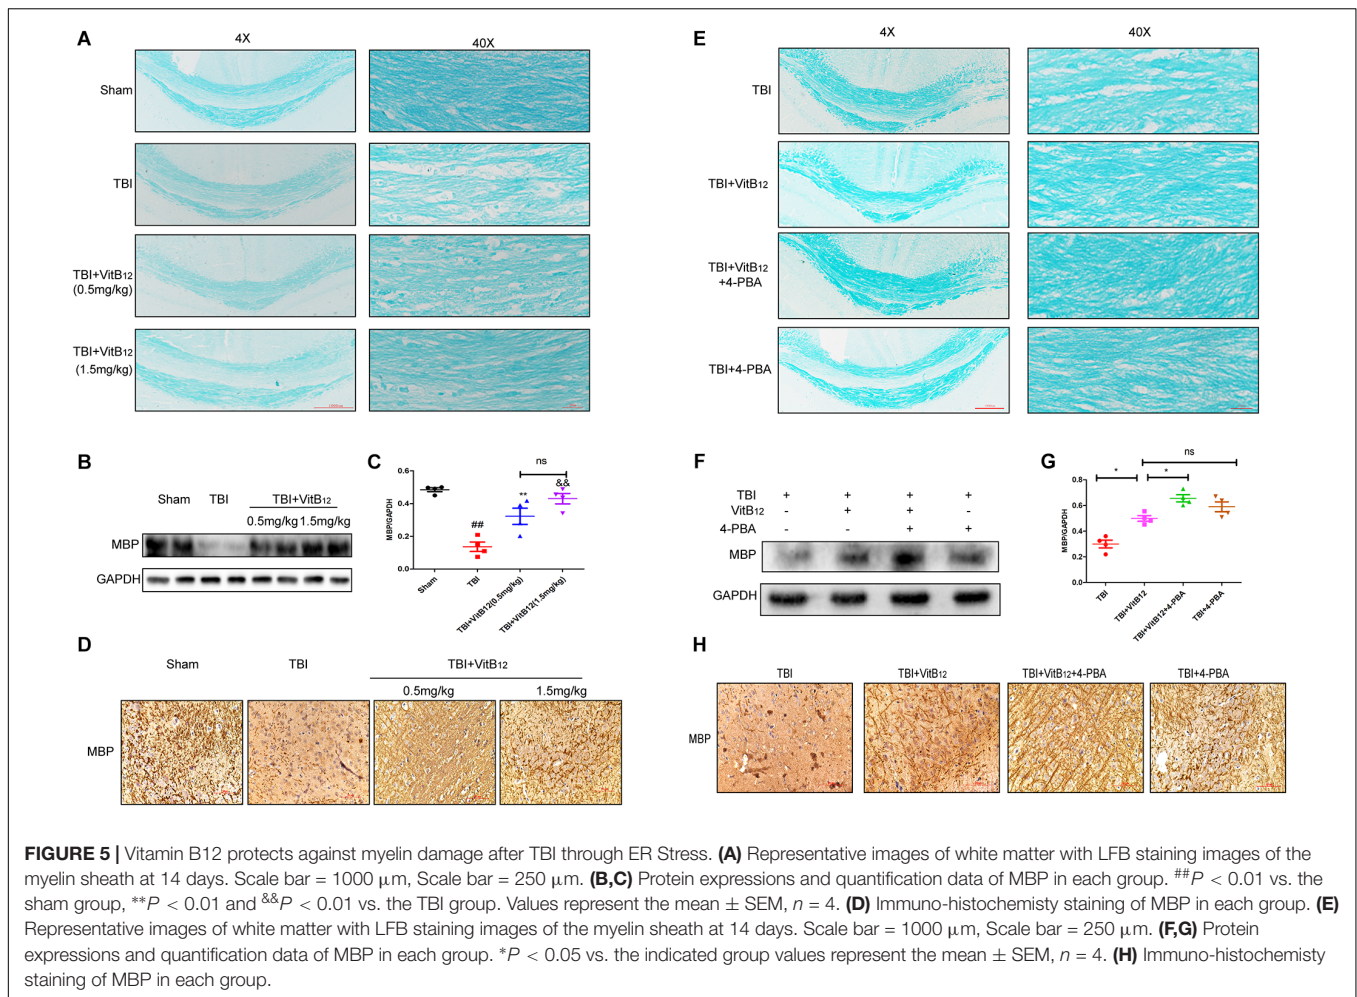 A
4X
40X
Sham
TBI
TBI+VitB12
(0.5mg/kg)
TBI+VitB12
(1.5mg/kg)
E
4X
40X
TBI
TBI+VitB12
TBI+VitB12
+4-PBA
TBI+4-PBA
B
Sham TBI TBI+VitB12
0.5mg/kg 1.5mg/kg
MBP
GAPDH
C
ns
&&
**
##
MBP/GAPDH
0.6
0.4
0.2
0.0
Sham
TBI
TBI+VitB12(0.5mg/kg)
TBI+VitB12(1.5mg/kg)
F
TBI + + + +
VitB12 - + + -
4-PBA - - + +
MBP
GAPDH
G
ns
* *
MBP/GAPDH
0.8
0.6
0.4
0.2
0.0
TBI
TBI+VitB12
TBI+VitB12+4-PBA
TBI+4-PBA
D
Sham TBI TBI+VitB12
0.5mg/kg 1.5mg/kg
MBP
H
TBI TBI+VitB12 TBI+VitB12+4-PBA TBI+4-PBA
MBP
FIGURE 5 | Vitamin B12 protects against myelin damage after TBI through ER Stress. (A) Representative images of white matter with LFB staining images of the
myelin sheath at 14 days. Scale bar = 1000 μm, Scale bar = 250 μm. (B,C) Protein expressions and quantification data of MBP in each group. ##P < 0.01 vs. the
sham group, **P < 0.01 and &&P < 0.01 vs. the TBI group. Values represent the mean ± SEM, n = 4. (D) Immuno-histochemisty staining of MBP in each group. (E)
Representative images of white matter with LFB staining images of the myelin sheath at 14 days. Scale bar = 1000 μm, Scale bar = 250 μm. (F,G) Protein
expressions and quantification data of MBP in each group. *P < 0.05 vs. the indicated group values represent the mean ± SEM, n = 4. (H) Immuno-histochemisty
staining of MBP in each group.